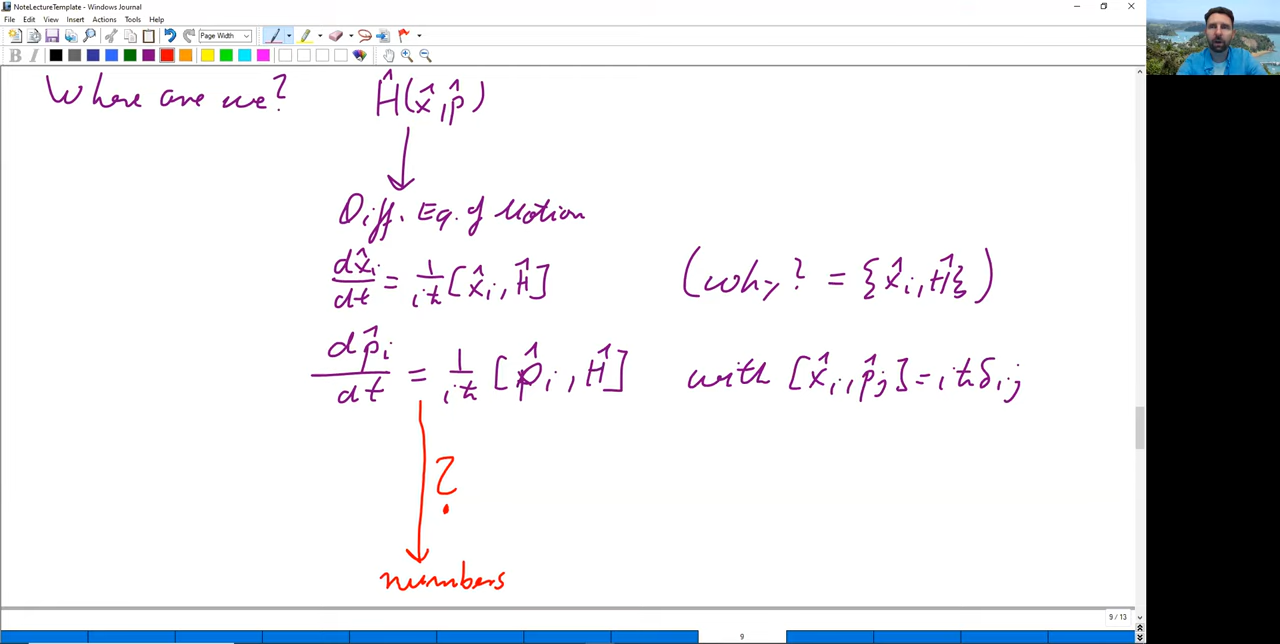 NoteLectureTemplate - Windows Journal
File Edit View Insert Actions Tools Help
Page Width
B I
Where are we? Ĥ(x̂,p̂)
Diff. Eq. of Motion
dx̂ᵢ/dt = 1/iħ [x̂ᵢ, Ĥ] (why? = {x̂ᵢ, Ĥ})
dp̂ᵢ/dt = 1/iħ [p̂ᵢ, Ĥ] with [x̂ᵢ, p̂ⱼ] = iħδᵢⱼ
?
numbers
9 / 13
9